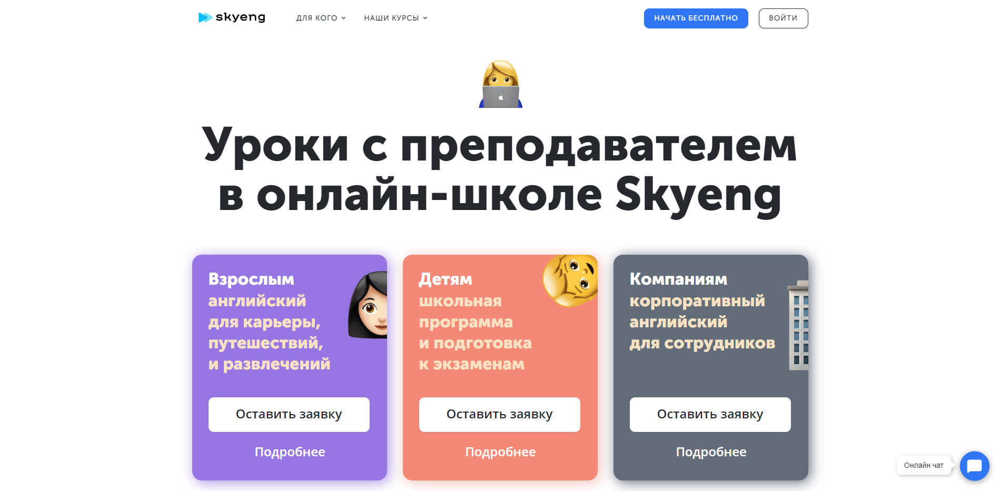 skyeng
ДЛЯ КОГО
НАШИ КУРСЫ
НАЧАТЬ БЕСПЛАТНО
ВОЙТИ
Уроки с преподавателем
в онлайн-школе Skyeng
Взрослым
английский
для карьеры,
путешествий,
и развлечений
Оставить заявку
Подробнее
Детям
школьная
программа
и подготовка
к экзаменам
Оставить заявку
Подробнее
Компаниям
корпоративный
английский
для сотрудников
Оставить заявку
Подробнее
Онлайн чат